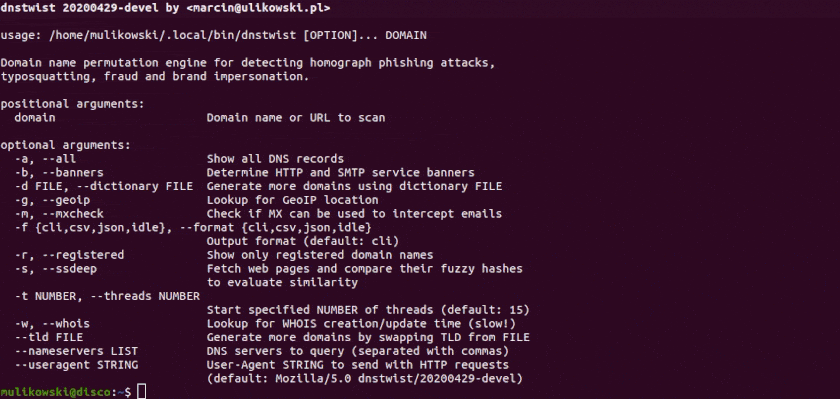 dnstwist 20200429-devel by <marcin@ulikowski.pl>
usage: /home/mulikowski/.local/bin/dnstwist [OPTION]... DOMAIN
Domain name permutation engine for detecting homograph phishing attacks,
typosquatting, fraud and brand impersonation.
positional arguments:
domain Domain name or URL to scan
optional arguments:
-a, --all Show all DNS records
-b, --banners Determine HTTP and SMTP service banners
-d FILE, --dictionary FILE Generate more domains using dictionary FILE
-g, --geoip Lookup for GeoIP location
-m, --mxcheck Check if MX can be used to intercept emails
-f {cli,csv,json,idle}, --format {cli,csv,json,idle}
Output format (default: cli)
-r, --registered Show only registered domain names
-s, --ssdeep Fetch web pages and compare their fuzzy hashes
to evaluate similarity
-t NUMBER, --threads NUMBER
Start specified NUMBER of threads (default: 15)
-w, --whois Lookup for WHOIS creation/update time (slow!)
--tld FILE Generate more domains by swapping TLD from FILE
--nameservers LIST DNS servers to query (separated with commas)
--useragent STRING User-Agent STRING to send with HTTP requests
(default: Mozilla/5.0 dnstwist/20200429-devel)
mulikowski@disco:~$